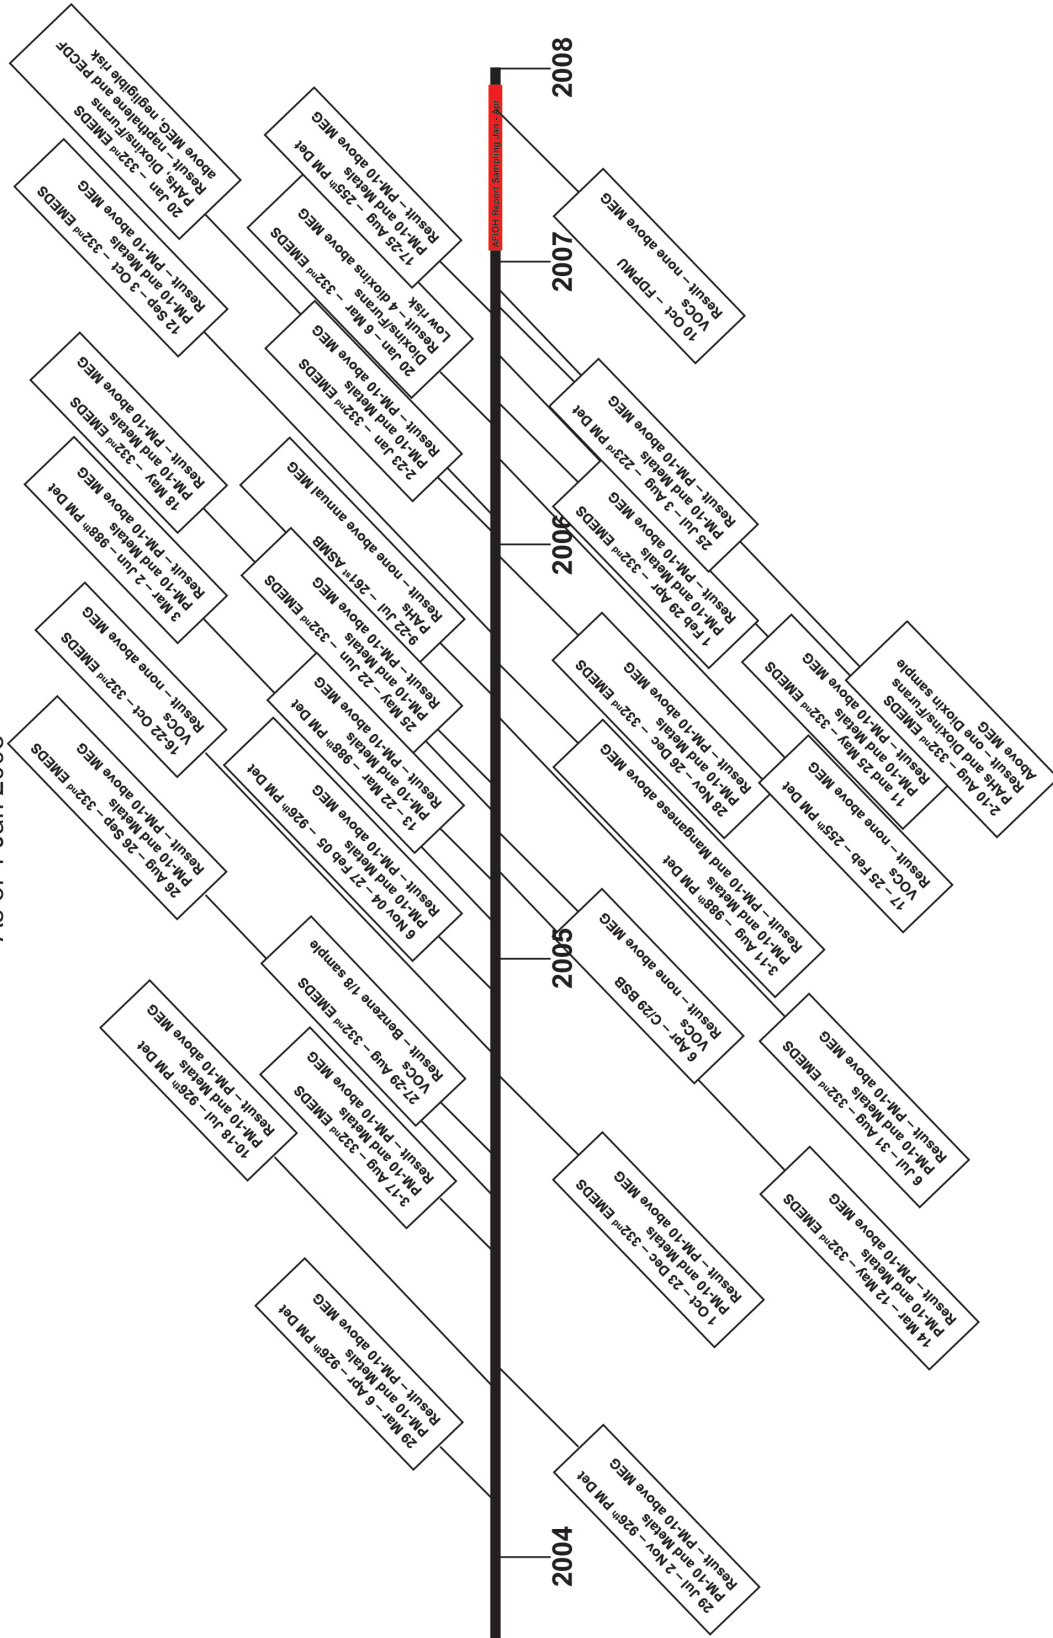 2004
29 Mar – 6 Apr – 926th PM Det
PM-10 and Metals
Result – PM-10 above MEG
29 Jul – 2 Nov – 926th PM Det
PM-10 and Metals
Result – PM-10 above MEG
10-18 Jul – 926th PM Det
PM-10 and Metals
Result – PM-10 above MEG
3-17 Aug – 332nd EMEDS
PM-10 and Metals
Result – PM-10 above MEG
27-29 Aug – 332nd EMEDS
VOCs
Result – Benzene 1/8 sample
26 Aug – 26 Sep – 332nd EMEDS
PM-10 and Metals
Result – PM-10 above MEG
1 Oct – 23 Dec – 332nd EMEDS
PM-10 and Metals
Result – PM-10 above MEG
16-22 Oct – 332nd EMEDS
VOCs
Result – none above MEG
6 Nov 04 – 27 Feb 05 – 926th PM Det
PM-10 and Metals
Result – PM-10 above MEG
2005
13 – 22 Mar – 988th PM Det
PM-10 and Metals
Result – PM-10 above MEG
3 Mar – 2 Jun – 988th PM Det
PM-10 and Metals
Result – PM-10 above MEG
14 Mar – 12 May – 332nd EMEDS
PM-10 and Metals
Result – PM-10 above MEG
6 Apr – C/29 BSB
VOCs
Result – none above MEG
18 May – 332nd EMEDS
PM-10 and Metals
Result – PM-10 above MEG
25 May – 22 Jun – 332nd EMEDS
PM-10 and Metals
Result – PM-10 above MEG
9-22 Jul – 261st ASMB
PAHs
Result – none above annual MEG
6 Jul – 31 Aug – 332nd EMEDS
PM-10 and Metals
Result – PM-10 above MEG
3-11 Aug – 988th PM Det
PM-10 and Metals
Result – PM-10 and Manganese above MEG
12 Sep – 3 Oct – 332nd EMEDS
PM-10 and Metals
Result – PM-10 above MEG
28 Nov – 26 Dec – 332nd EMEDS
PM-10 and Metals
Result – PM-10 above MEG
2006
2-23 Jan – 332nd EMEDS
PM-10 and Metals
Result – PM-10 above MEG
20 Jan – 332nd EMEDS
PAHs, Dioxins/Furans
Result – napthalene and PECDF
above MEG, negligible risk
20 Jan – 6 Mar – 332nd EMEDS
Dioxins/Furans
Result – 4 dioxins above MEG
Low risk
17 – 25 Feb – 255th PM Det
VOCs
Result – none above MEG
1 Feb 29 Apr – 332nd EMEDS
PM-10 and Metals
Result – PM-10 above MEG
11 and 25 May – 332nd EMEDS
PM-10 and Metals
Result – PM-10 above MEG
25 Jul – 3 Aug – 223rd PM Det
PM-10 and Metals
Result – PM-10 above MEG
2-10 Aug – 332nd EMEDS
PAHs and Dioxins/Furans
Result – one Dioxin sample
Above MEG
17-25 Aug – 255th PM Det
PM-10 and Metals
Result – PM-10 above MEG
2007
AFIOH Report Sampling Jan - Apr
10 Oct – FDPMU
VOCs
Result – none above MEG
2008